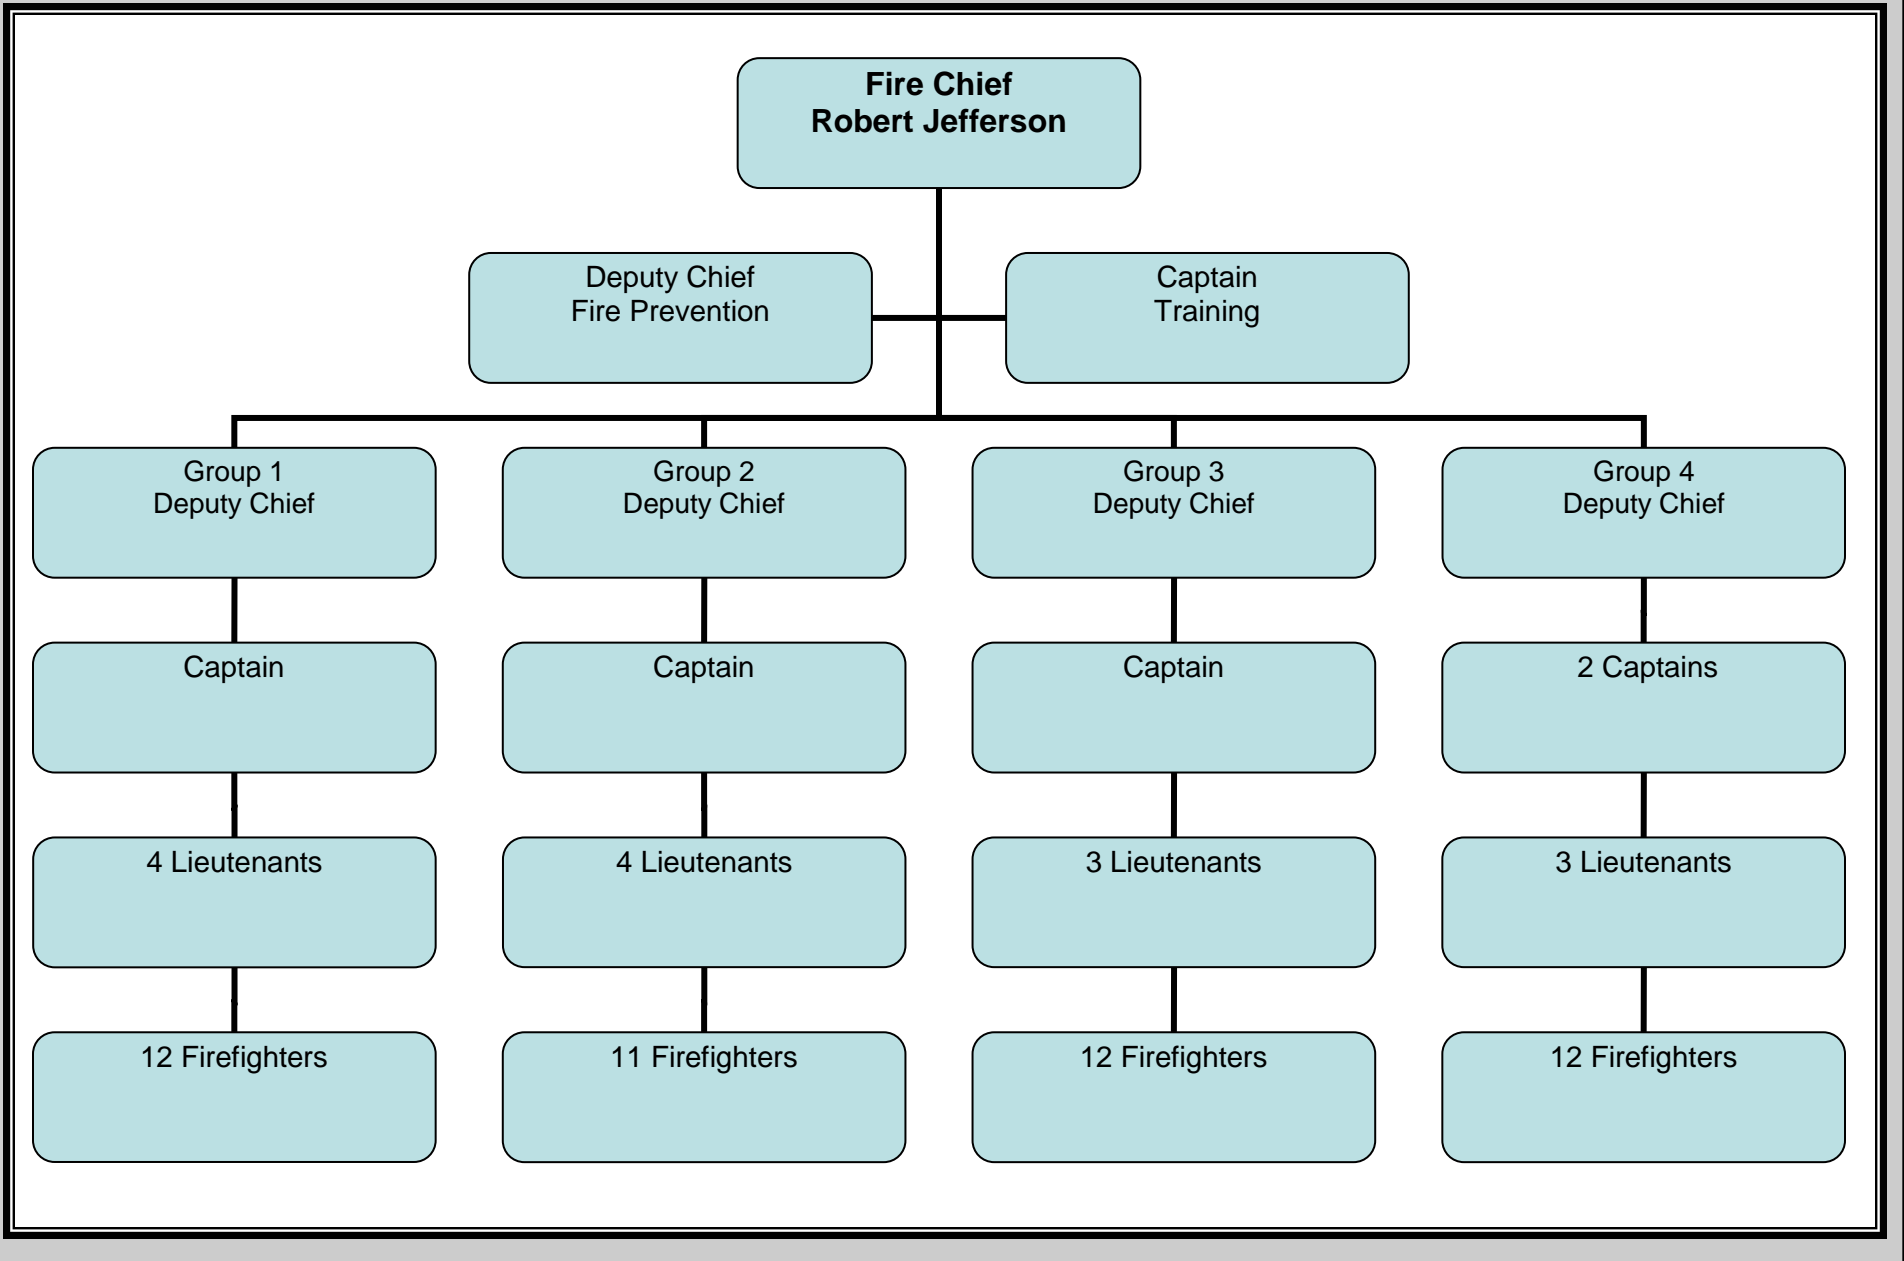 Fire Chief
Robert Jefferson
Deputy Chief
Fire Prevention
Captain
Training
Group 1
Deputy Chief
Group 2
Deputy Chief
Group 3
Deputy Chief
Group 4
Deputy Chief
Captain
Captain
Captain
2 Captains
4 Lieutenants
4 Lieutenants
3 Lieutenants
3 Lieutenants
12 Firefighters
11 Firefighters
12 Firefighters
12 Firefighters